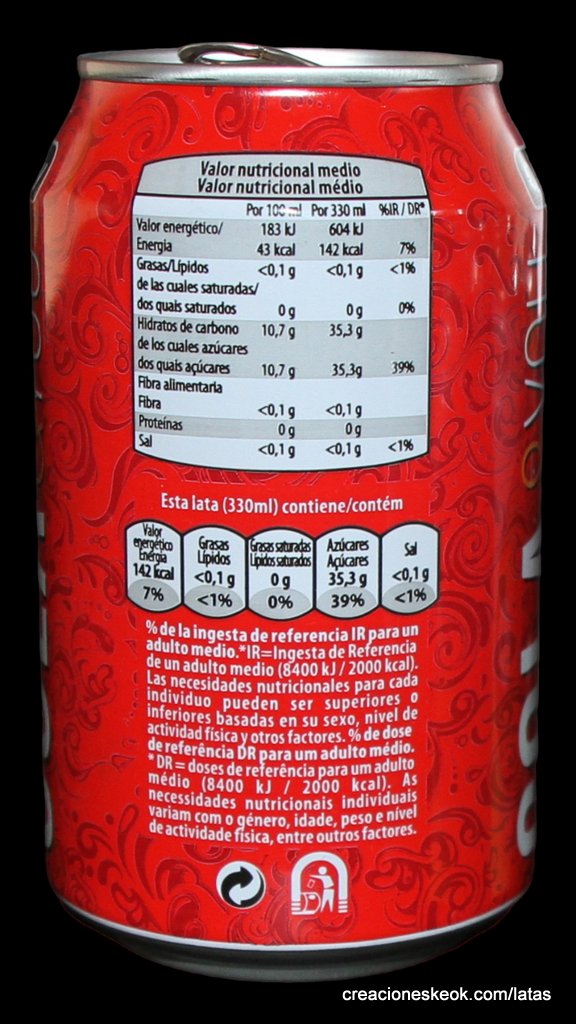 Valor nutricional medio
Valor nutricional médio
Por 100 ml Por 330 ml %IR / DR*
Valor energético/ 183 kJ 604 kJ
Energia 43 kcal 142 kcal 7%
Grasas/Lípidos <0,1 g <0,1 g <1%
de las cuales saturadas/
dos quais saturados 0 g 0 g 0%
Hidratos de carbono 10,7 g 35,3 g
de los cuales azúcares
dos quais açúcares 10,7 g 35,3g 39%
Fibra alimentaria
Fibra <0,1 g <0,1 g
Proteínas 0 g 0 g
Sal <0,1 g <0,1 g <1%
Esta lata (330ml) contiene/contém
Valor energético Energia 142 kcal 7%
Grasas Lípidos <0,1 g <1%
Grasas saturadas Lípidos saturados 0 g 0%
Azúcares Açúcares 35,3 g 39%
Sal <0,1 g <1%
% de la ingesta de referencia IR para un
adulto medio.*IR=Ingesta de Referencia
de un adulto medio (8400 kJ / 2000 kcal).
Las necesidades nutricionales para cada
individuo pueden ser superiores o
inferiores basadas en su sexo, nivel de
actividad física y otros factores. % de dose
de referência DR para um adulto médio.
* DR = doses de referência para um adulto
médio (8400 kJ / 2000 kcal). As
necessidades nutricionais individuais
variam com o género, idade, peso e nível
de actividade física, entre outros factores.
creacioneskeok.com/latas